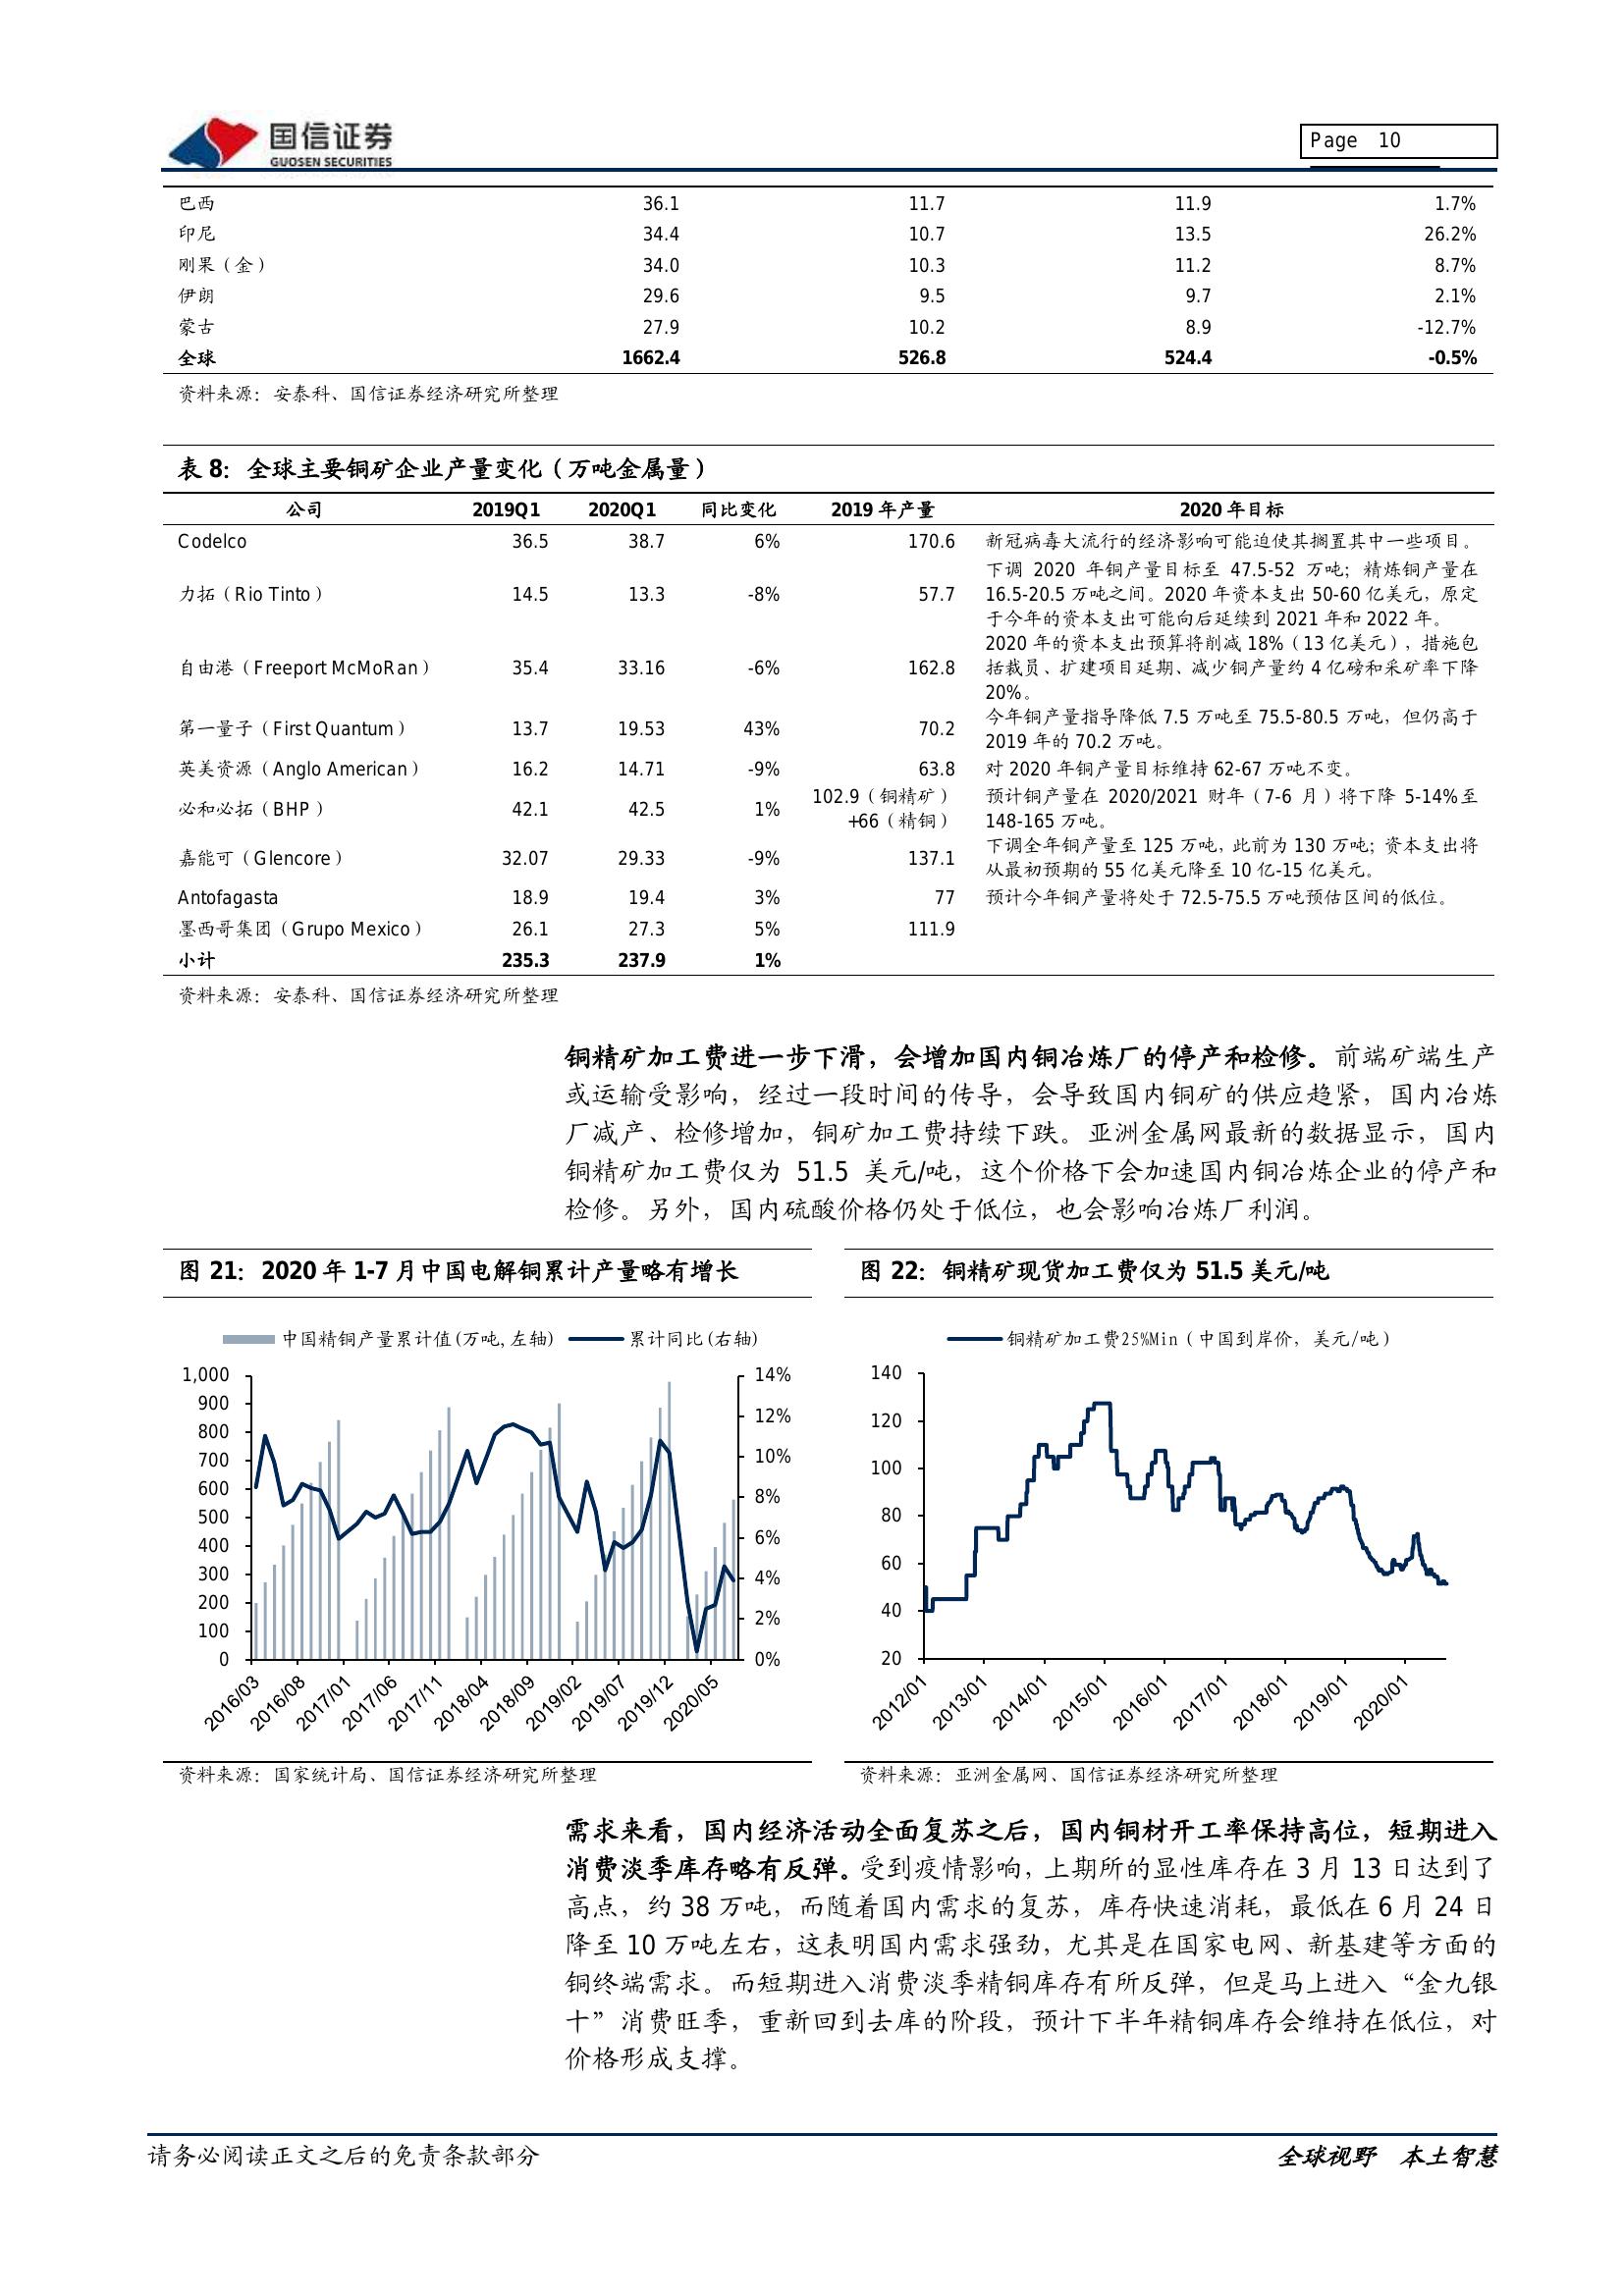 国信证券
GUOSEN SECURITIES
Page 10
巴西 36.1 11.7 11.9 1.7%
印尼 34.4 10.7 13.5 26.2%
刚果（金） 34.0 10.3 11.2 8.7%
伊朗 29.6 9.5 9.7 2.1%
蒙古 27.9 10.2 8.9 -12.7%
全球 1662.4 526.8 524.4 -0.5%
资料来源：安泰科、国信证券经济研究所整理
表 8：全球主要铜矿企业产量变化（万吨金属量）
公司 2019Q1 2020Q1 同比变化 2019 年产量 2020 年目标
Codelco 36.5 38.7 6% 170.6 新冠病毒大流行的经济影响可能迫使其搁置其中一些项目。
力拓（Rio Tinto） 14.5 13.3 -8% 57.7 下调 2020 年铜产量目标至 47.5-52 万吨；精炼铜产量在
16.5-20.5 万吨之间。2020 年资本支出 50-60 亿美元，原定
于今年的资本支出可能向后延续到 2021 年和 2022 年。
自由港（Freeport McMoRan） 35.4 33.16 -6% 162.8 2020 年的资本支出预算将削减 18%（13 亿美元），措施包
括裁员、扩建项目延期、减少铜产量约 4 亿磅和采矿率下降
20%。
第一量子（First Quantum） 13.7 19.53 43% 70.2 今年铜产量指导降低 7.5 万吨至 75.5-80.5 万吨，但仍高于
2019 年的 70.2 万吨。
英美资源（Anglo American） 16.2 14.71 -9% 63.8 对 2020 年铜产量目标维持 62-67 万吨不变。
必和必拓（BHP） 42.1 42.5 1% 102.9（铜精矿） 预计铜产量在 2020/2021 财年（7-6 月）将下降 5-14%至
+66（精铜） 148-165 万吨。
嘉能可（Glencore） 32.07 29.33 -9% 137.1 下调全年铜产量至 125 万吨，此前为 130 万吨；资本支出将
从最初预期的 55 亿美元降至 10 亿-15 亿美元。
Antofagasta 18.9 19.4 3% 77 预计今年铜产量将处于 72.5-75.5 万吨预估区间的低位。
墨西哥集团（Grupo Mexico） 26.1 27.3 5% 111.9
小计 235.3 237.9 1%
资料来源：安泰科、国信证券经济研究所整理
铜精矿加工费进一步下滑，会增加国内铜冶炼厂的停产和检修。前端矿端生产
或运输受影响，经过一段时间的传导，会导致国内铜矿的供应趋紧，国内冶炼
厂减产、检修增加，铜矿加工费持续下跌。亚洲金属网最新的数据显示，国内
铜精矿加工费仅为 51.5 美元/吨，这个价格下会加速国内铜冶炼企业的停产和
检修。另外，国内硫酸价格仍处于低位，也会影响冶炼厂利润。
图 21：2020 年 1-7 月中国电解铜累计产量略有增长
中国精铜产量累计值(万吨,左轴) 累计同比(右轴)
1,000 14%
900 12%
800
700 10%
600 8%
500
400 6%
300 4%
200 2%
100
0 0%
2016/03 2016/08 2017/01 2017/06 2017/11 2018/04 2018/09 2019/02 2019/07 2019/12 2020/05
资料来源：国家统计局、国信证券经济研究所整理
图 22：铜精矿现货加工费仅为 51.5 美元/吨
铜精矿加工费25%Min（中国到岸价，美元/吨）
140
120
100
80
60
40
20
2012/01 2013/01 2014/01 2015/01 2016/01 2017/01 2018/01 2019/01 2020/01
资料来源：亚洲金属网、国信证券经济研究所整理
需求来看，国内经济活动全面复苏之后，国内铜材开工率保持高位，短期进入
消费淡季库存略有反弹。受到疫情影响，上期所的显性库存在 3 月 13 日达到了
高点，约 38 万吨，而随着国内需求的复苏，库存快速消耗，最低在 6 月 24 日
降至 10 万吨左右，这表明国内需求强劲，尤其是在国家电网、新基建等方面的
铜终端需求。而短期进入消费淡季精铜库存有所反弹，但是马上进入“金九银
十”消费旺季，重新回到去库的阶段，预计下半年精铜库存会维持在低位，对
价格形成支撑。
请务必阅读正文之后的免责条款部分
全球视野 本土智慧